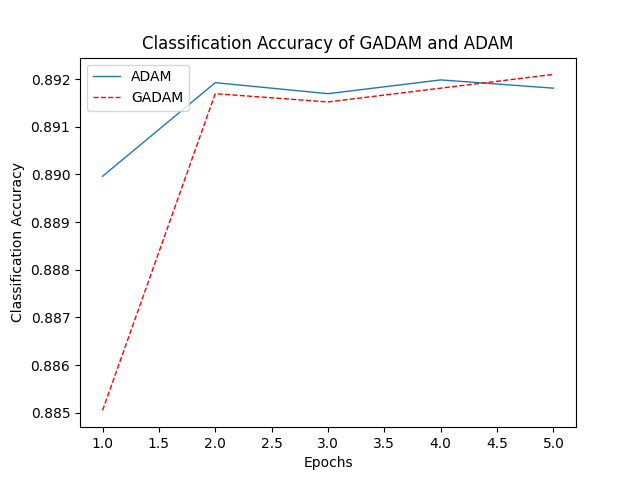 Classification Accuracy of GADAM and ADAM
ADAM
GADAM
Classification Accuracy
0.892
0.891
0.890
0.889
0.888
0.887
0.886
0.885
1.0 1.5 2.0 2.5 3.0 3.5 4.0 4.5 5.0
Epochs